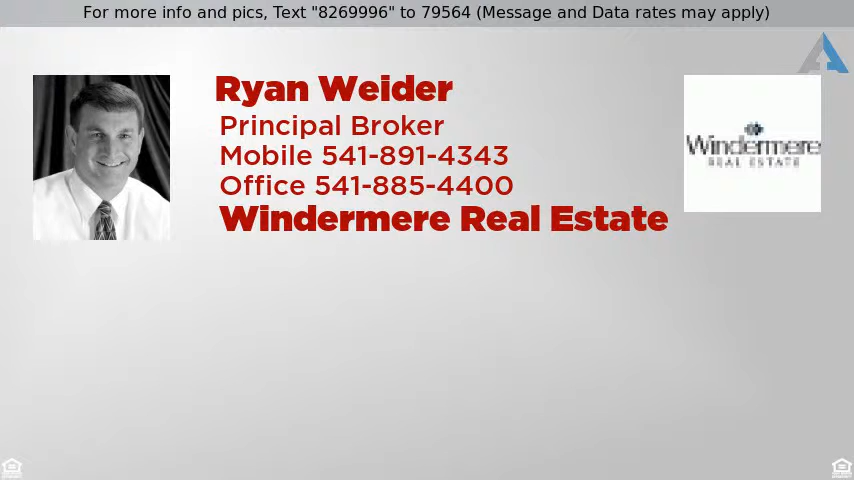 For more info and pics, Text "8269996" to 79564 (Message and Data rates may apply)
Ryan Weider
Principal Broker
Mobile 541-891-4343
Office 541-885-4400
Windermere Real Estate
Windermere
REAL ESTATE